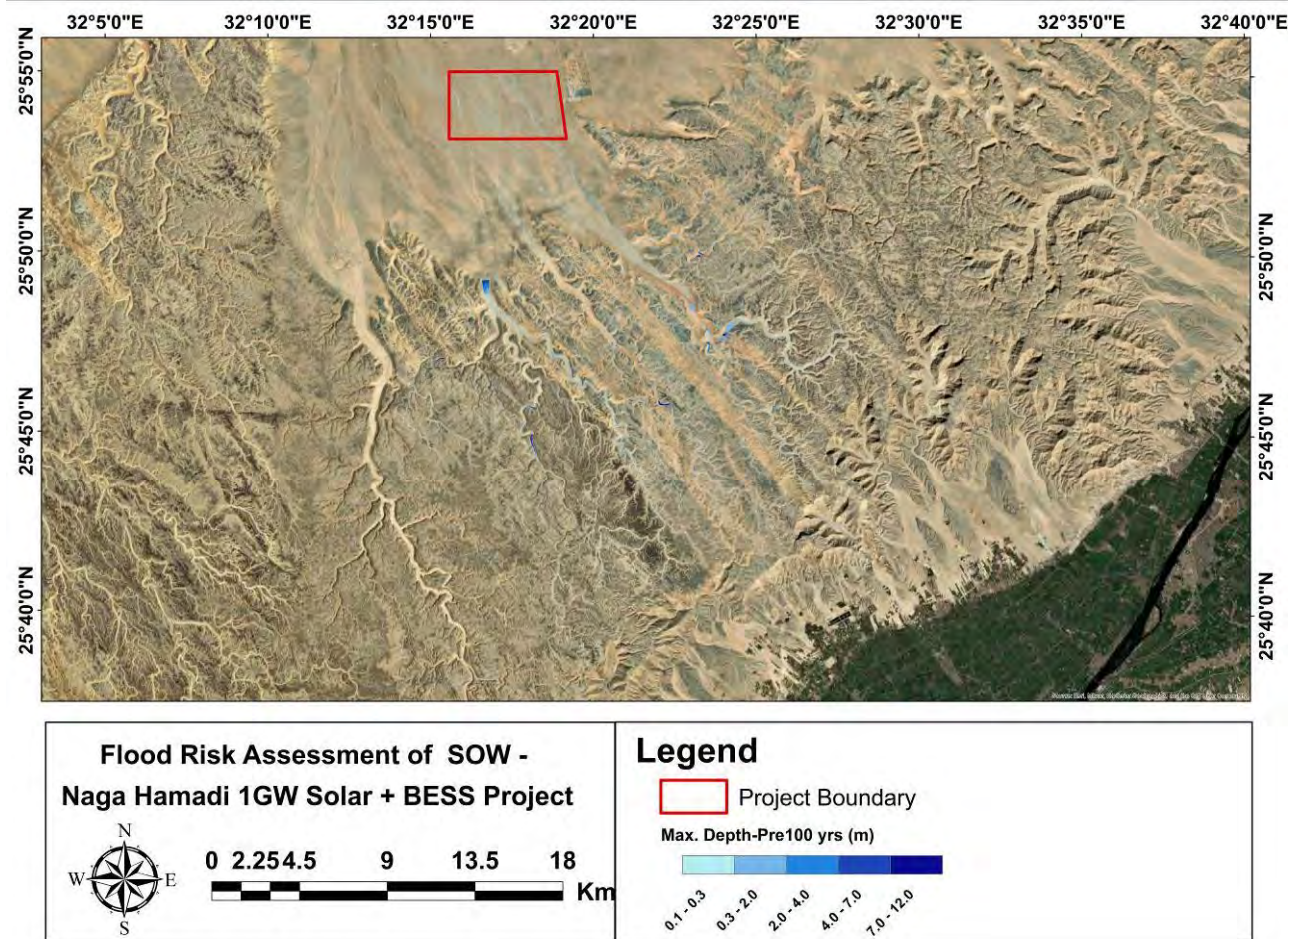 32°5'0"E 32°10'0"E 32°15'0"E 32°20'0"E 32°25'0"E 32°30'0"E 32°35'0"E 32°40'0"E
25°55'0"N
25°50'0"N
25°45'0"N
25°40'0"N
25°50'0"N
25°45'0"N
25°40'0"N
Flood Risk Assessment of SOW -
Naga Hamadi 1GW Solar + BESS Project
N
W E
S
0 2.25 4.5 9 13.5 18
Km
Legend
Project Boundary
Max. Depth-Pre100 yrs (m)
0.1 - 0.3
0.3 - 2.0
2.0 - 4.0
4.0 - 7.0
7.0 - 12.0